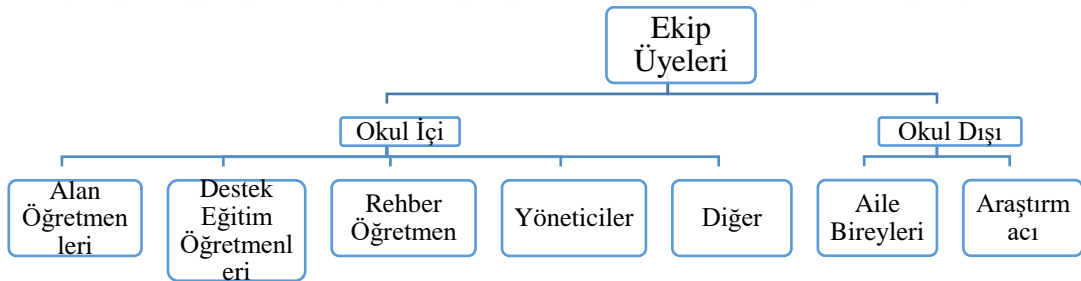 Ekip
Üyeleri
Okul İçi
Okul Dışı
Alan
Öğretmen
leri
Destek
Eğitim
Öğretmenl
eri
Rehber
Öğretmen
Yöneticiler
Diğer
Aile
Bireyleri
Araştırm
acı